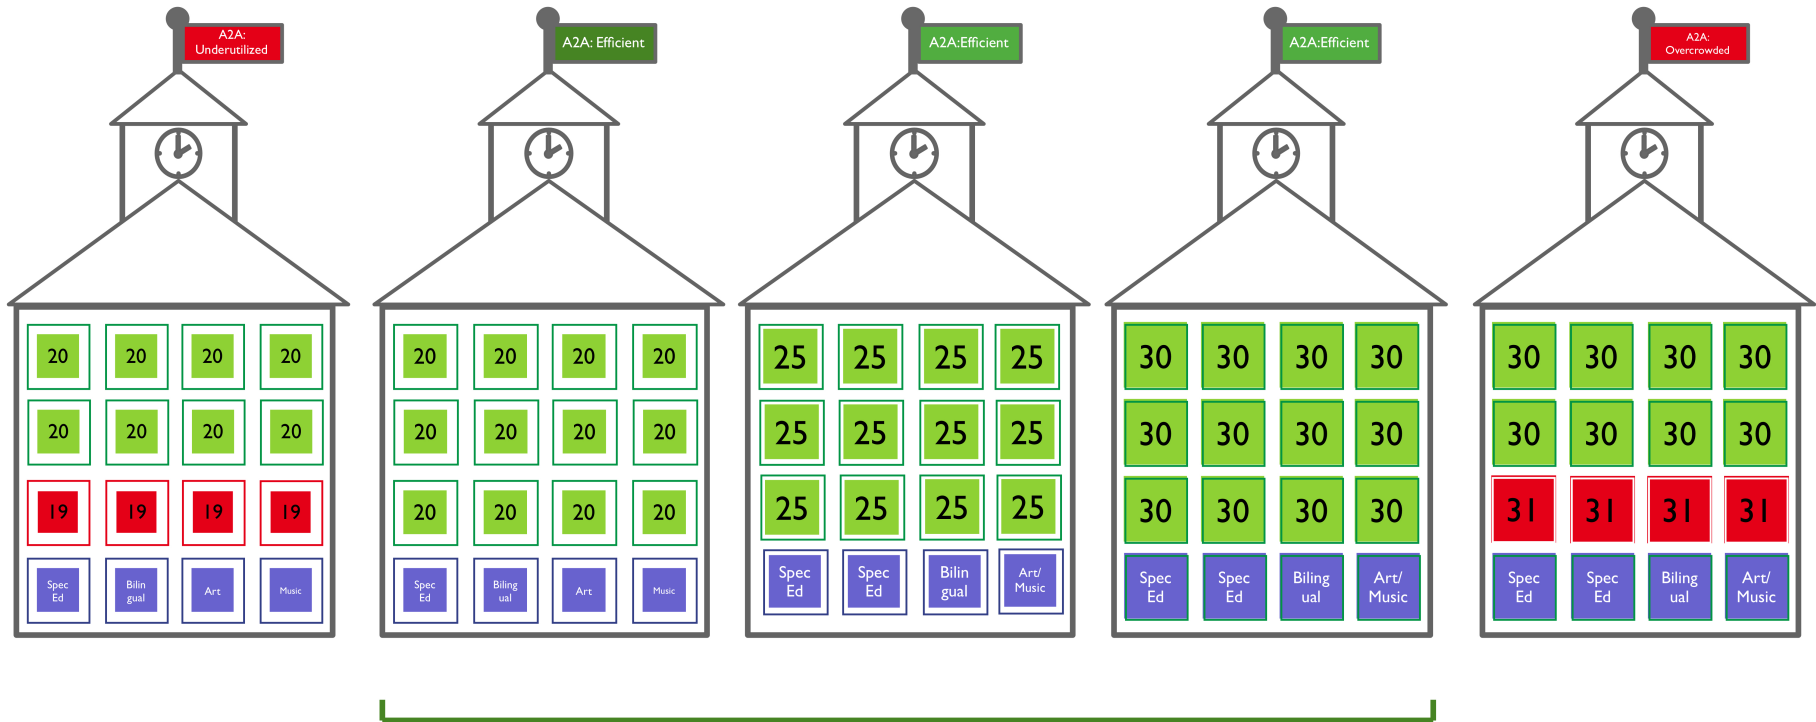 A2A:
Underutilized
20 20 20 20
20 20 20 20
19 19 19 19
Spec
Ed
Bilin
gual
Art
Music
A2A: Efficient
20 20 20 20
20 20 20 20
20 20 20 20
Spec
Ed
Biling
ual
Art
Music
A2A:Efficient
25 25 25 25
25 25 25 25
25 25 25 25
Spec
Ed
Spec
Ed
Bilin
gual
Art/
Music
A2A:Efficient
30 30 30 30
30 30 30 30
30 30 30 30
Spec
Ed
Spec
Ed
Biling
ual
Art/
Music
A2A:
Overcrowded
30 30 30 30
30 30 30 30
31 31 31 31
Spec
Ed
Spec
Ed
Biling
ual
Art/
Music